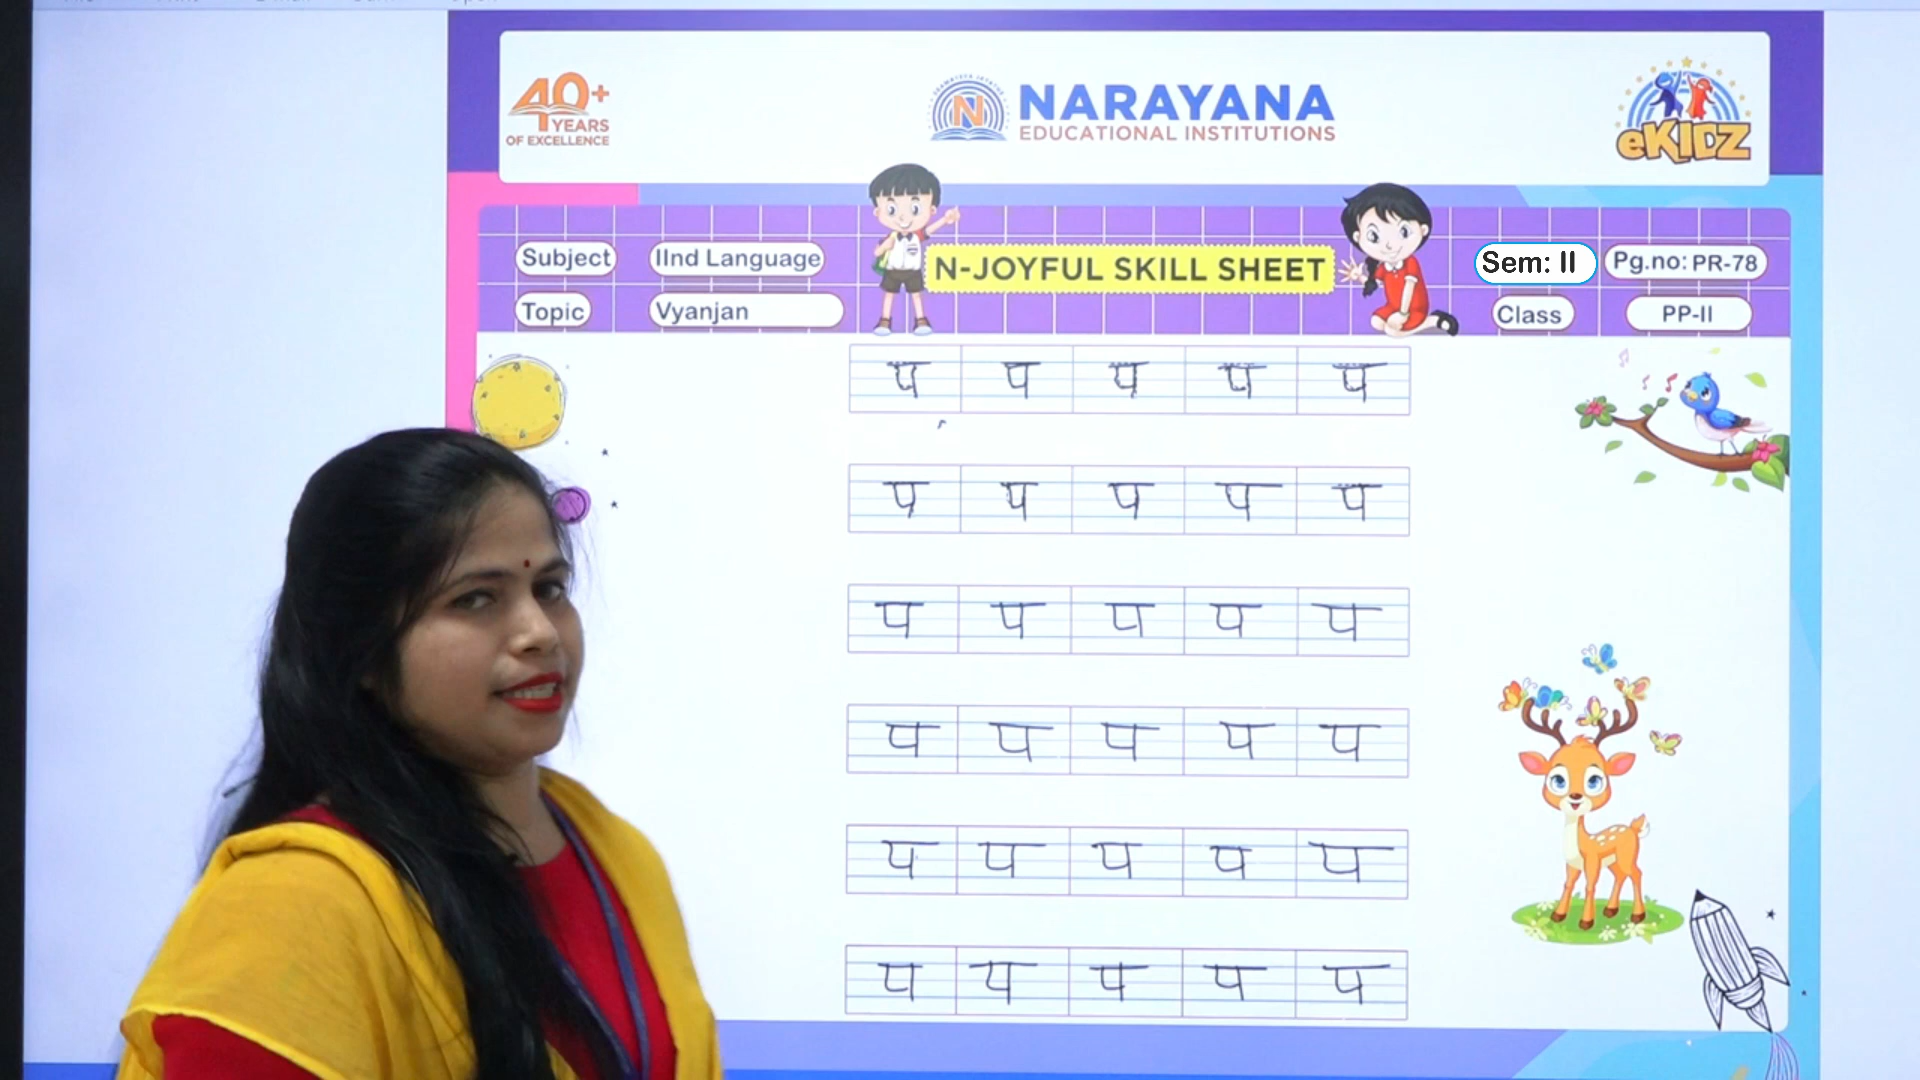 40+
YEARS
OF EXCELLENCE
N
NARAYANA
EDUCATIONAL INSTITUTIONS
eKIDZ
Subject IInd Language
N-JOYFUL SKILL SHEET
Sem: II Pg.no: PR-78
Topic Vyanjan
Class PP-II
प प प प प
प प प प प
प प प प प
प प प प प
प प प प प
प प प प प